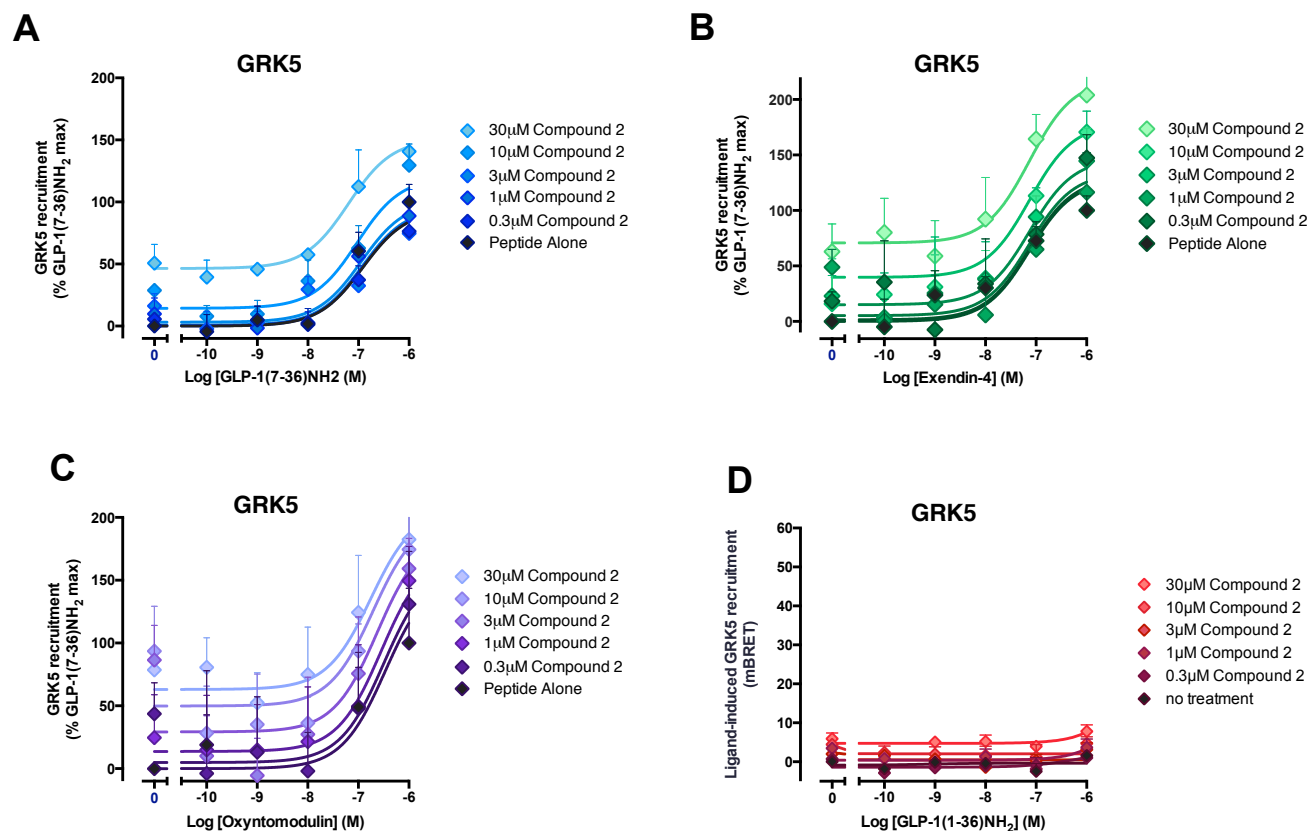 A
GRK5
GRK5 recruitment
(% GLP-1(7-36)NH2 max)
200
150
100
50
0
0
-10
-9
-8
-7
-6
Log [GLP-1(7-36)NH2 (M)
30μM Compound 2
10μM Compound 2
3μM Compound 2
1μM Compound 2
0.3μM Compound 2
Peptide Alone
B
GRK5
GRK5 recruitment
(% GLP-1(7-36)NH2 max)
200
150
100
50
0
0
-10
-9
-8
-7
-6
Log [Exendin-4] (M)
30μM Compound 2
10μM Compound 2
3μM Compound 2
1μM Compound 2
0.3μM Compound 2
Peptide Alone
C
GRK5
GRK5 recruitment
(% GLP-1(7-36)NH2 max)
200
150
100
50
0
0
-10
-9
-8
-7
-6
Log [Oxyntomodulin] (M)
30μM Compound 2
10μM Compound 2
3μM Compound 2
1μM Compound 2
0.3μM Compound 2
Peptide Alone
D
GRK5
Ligand-induced GRK5 recruitment
(mBRET)
60
50
40
30
20
10
0
0
-10
-9
-8
-7
-6
Log [GLP-1(1-36)NH2] (M)
30μM Compound 2
10μM Compound 2
3μM Compound 2
1μM Compound 2
0.3μM Compound 2
no treatment